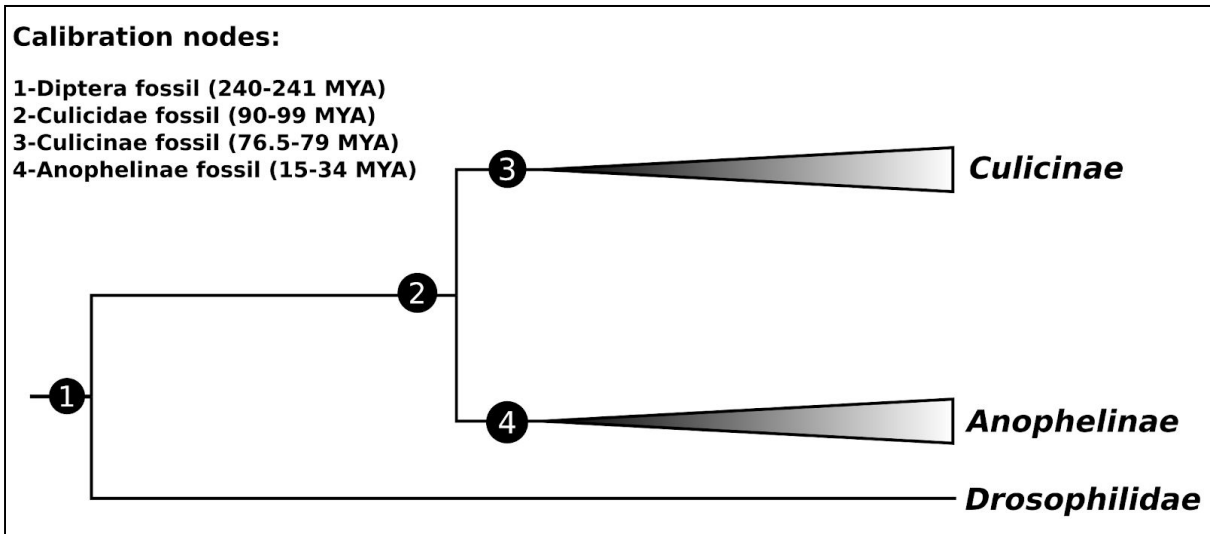 Calibration nodes:
1-Diptera fossil (240-241 MYA)
2-Culicidae fossil (90-99 MYA)
3-Culicinae fossil (76.5-79 MYA)
4-Anophelinae fossil (15-34 MYA)
3
Culicinae
2
1
4
Anophelinae
Drosophilidae